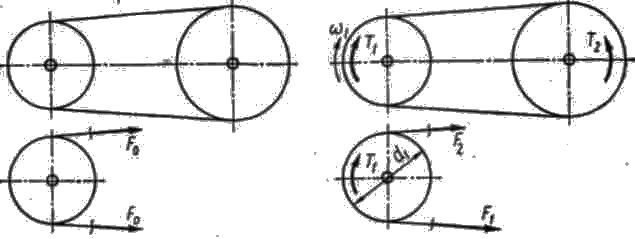 ω₁ T₁ T₂
F₀ T₁ d₁ F₂
F₀ F₁